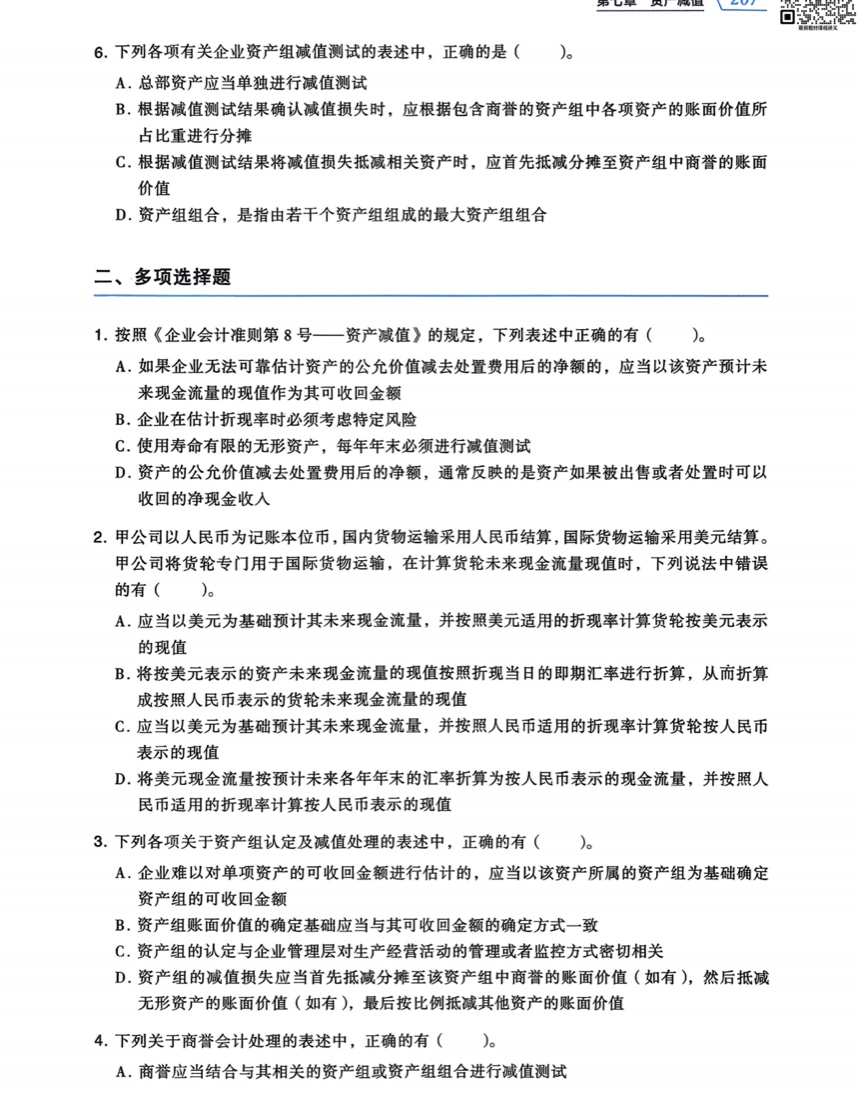 第七章 资产减值 207
6. 下列各项有关企业资产组减值测试的表述中，正确的是（ ）。
A. 总部资产应当单独进行减值测试
B. 根据减值测试结果确认减值损失时，应根据包含商誉的资产组中各项资产的账面价值所
占比重进行分摊
C. 根据减值测试结果将减值损失抵减相关资产时，应首先抵减分摊至资产组中商誉的账面
价值
D. 资产组组合，是指由若干个资产组组成的最大资产组组合
二、多项选择题
1. 按照《企业会计准则第 8 号——资产减值》的规定，下列表述中正确的有（ ）。
A. 如果企业无法可靠估计资产的公允价值减去处置费用后的净额的，应当以该资产预计未
来现金流量的现值作为其可收回金额
B. 企业在估计折现率时必须考虑特定风险
C. 使用寿命有限的无形资产，每年年末必须进行减值测试
D. 资产的公允价值减去处置费用后的净额，通常反映的是资产如果被出售或者处置时可以
收回的净现金收入
2. 甲公司以人民币为记账本位币，国内货物运输采用人民币结算，国际货物运输采用美元结算。
甲公司将货轮专门用于国际货物运输，在计算货轮未来现金流量现值时，下列说法中错误
的有（ ）。
A. 应当以美元为基础预计其未来现金流量，并按照美元适用的折现率计算货轮按美元表示
的现值
B. 将按美元表示的资产未来现金流量的现值按照折现当日的即期汇率进行折算，从而折算
成按照人民币表示的货轮未来现金流量的现值
C. 应当以美元为基础预计其未来现金流量，并按照人民币适用的折现率计算货轮按人民币
表示的现值
D. 将美元现金流量按预计未来各年年末的汇率折算为按人民币表示的现金流量，并按照人
民币适用的折现率计算按人民币表示的现值
3. 下列各项关于资产组认定及减值处理的表述中，正确的有（ ）。
A. 企业难以对单项资产的可收回金额进行估计的，应当以该资产所属的资产组为基础确定
资产组的可收回金额
B. 资产组账面价值的确定基础应当与其可收回金额的确定方式一致
C. 资产组的认定与企业管理层对生产经营活动的管理或者监控方式密切相关
D. 资产组的减值损失应当首先抵减分摊至该资产组中商誉的账面价值（如有），然后抵减
无形资产的账面价值（如有），最后按比例抵减其他资产的账面价值
4. 下列关于商誉会计处理的表述中，正确的有（ ）。
A. 商誉应当结合与其相关的资产组或资产组组合进行减值测试